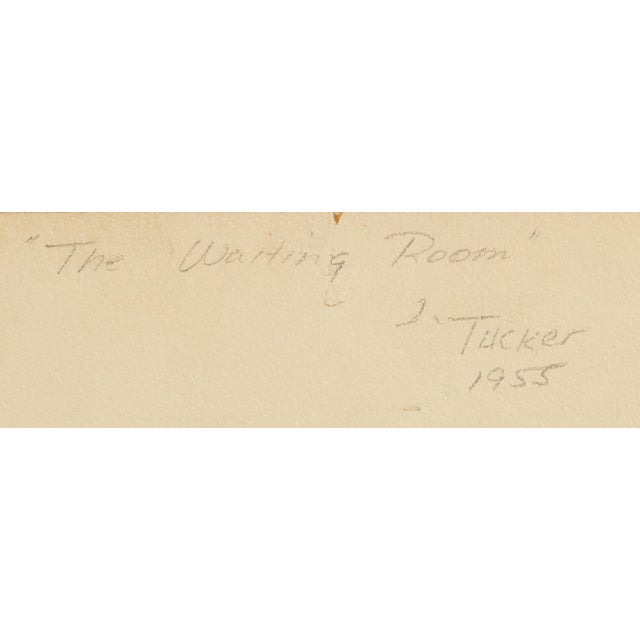 "The Waiting Room"
J. Tucker
1955